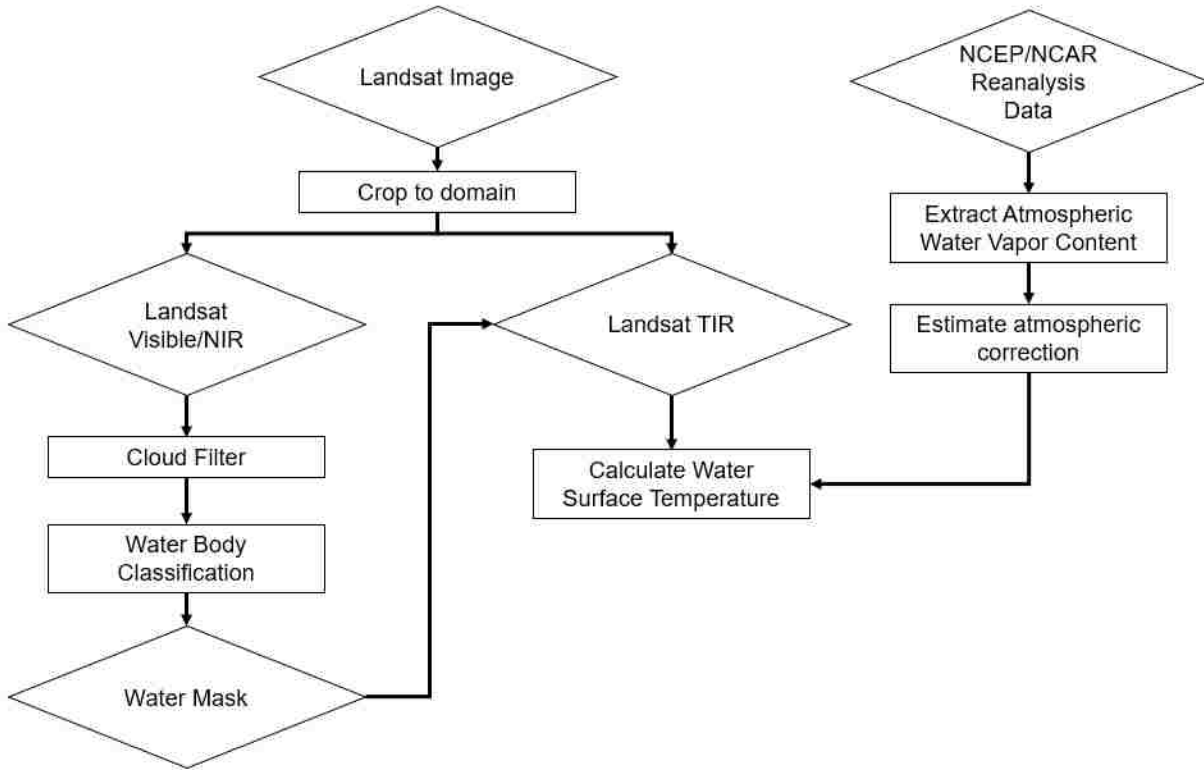 Landsat Image
NCEP/NCAR
Reanalysis
Data
Crop to domain
Extract Atmospheric
Water Vapor Content
Landsat
Visible/NIR
Landsat TIR
Estimate atmospheric
correction
Cloud Filter
Calculate Water
Surface Temperature
Water Body
Classification
Water Mask